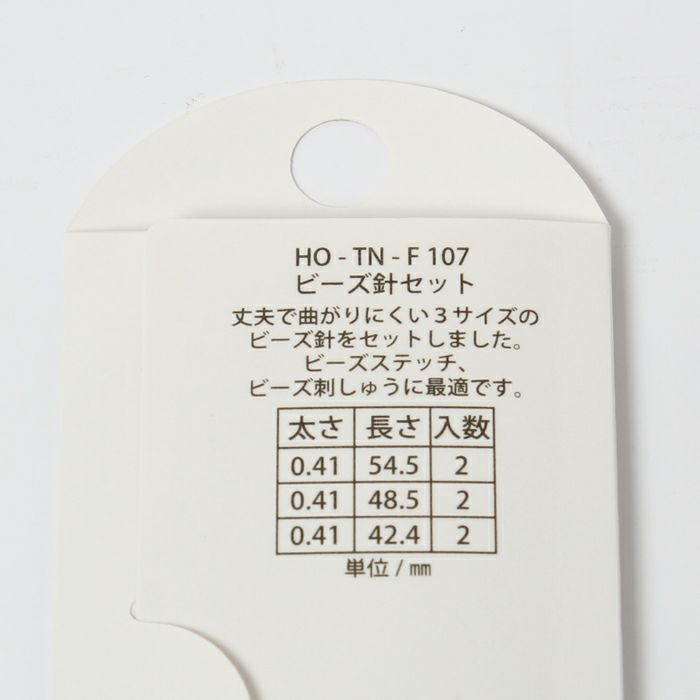 HO - TN - F 107
ビーズ針セット
丈夫で曲がりにくい3サイズの
ビーズ針をセットしました。
ビーズステッチ、
ビーズ刺しゅうに最適です。
太さ 長さ 入数
0.41 54.5 2
0.41 48.5 2
0.41 42.4 2
単位 / mm